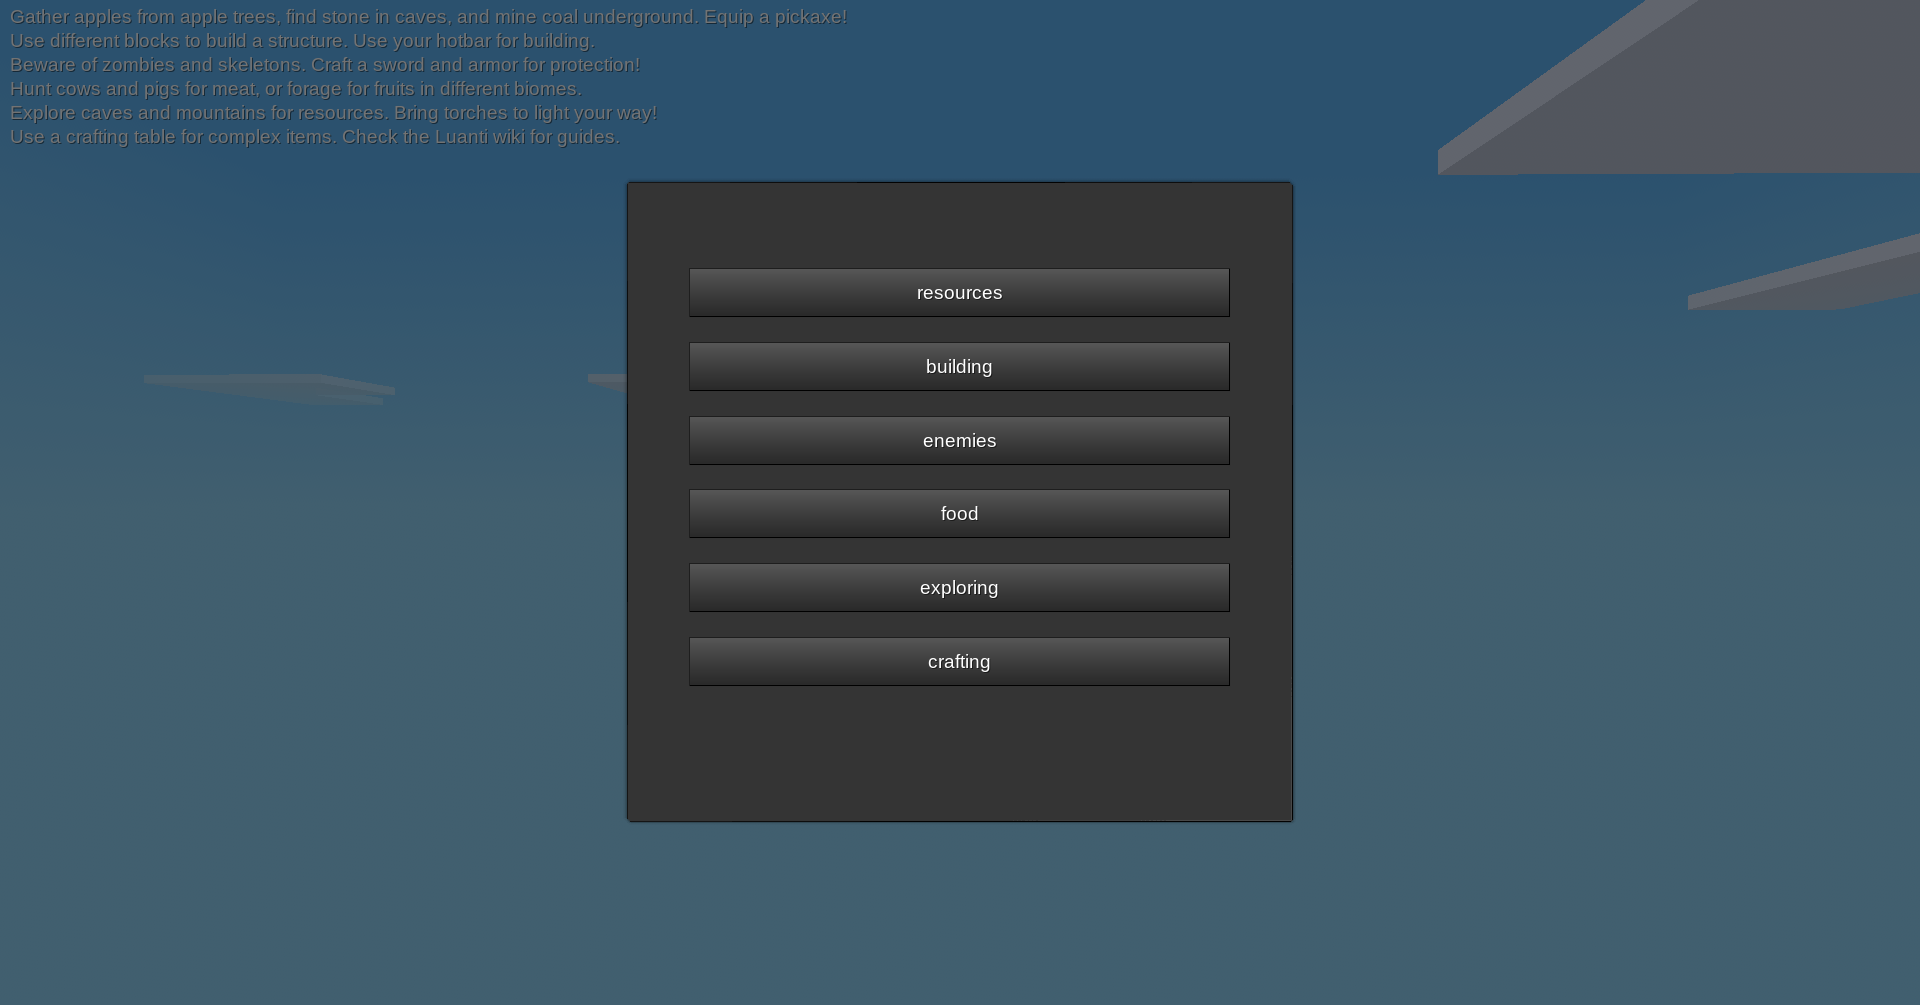 Gather apples from apple trees, find stone in caves, and mine coal underground. Equip a pickaxe!
Use different blocks to build a structure. Use your hotbar for building.
Beware of zombies and skeletons. Craft a sword and armor for protection!
Hunt cows and pigs for meat, or forage for fruits in different biomes.
Explore caves and mountains for resources. Bring torches to light your way!
Use a crafting table for complex items. Check the Luanti wiki for guides.
resources
building
enemies
food
exploring
crafting